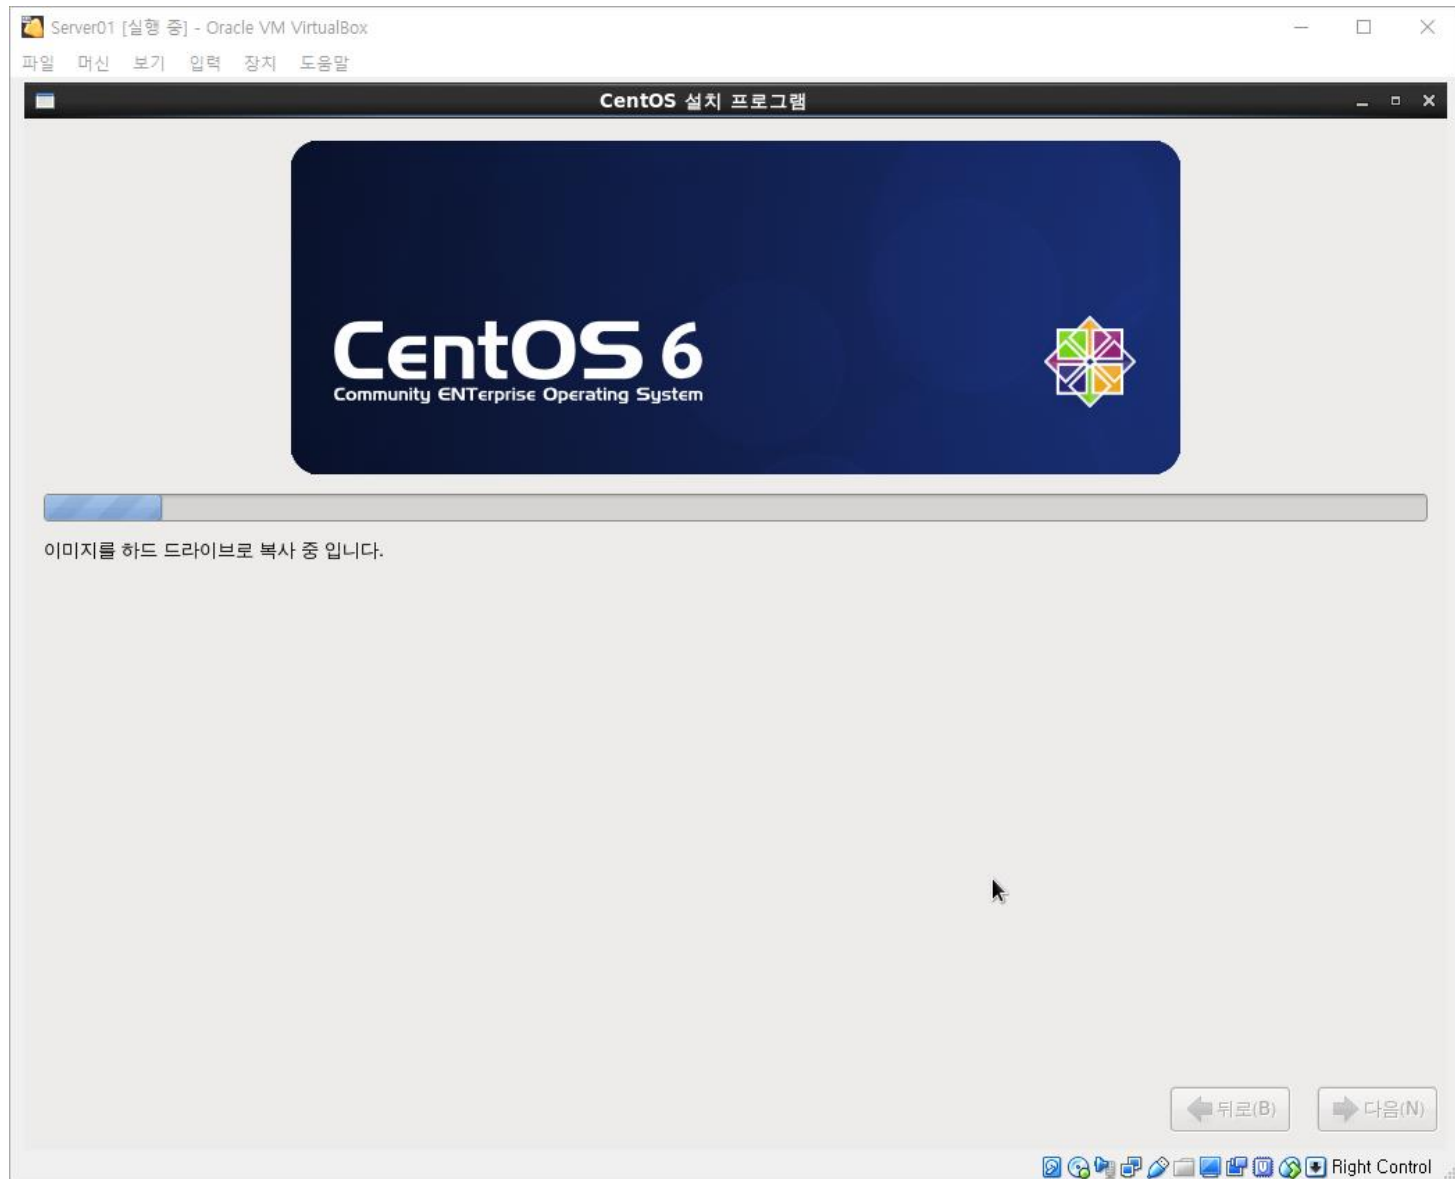 Server01 [실행 중] - Oracle VM VirtualBox
파일 머신 보기 입력 장치 도움말
CentOS 설치 프로그램
CentOS 6
Community ENTerprise Operating System
이미지를 하드 드라이브로 복사 중 입니다.
뒤로(B) 다음(N)
Right Control